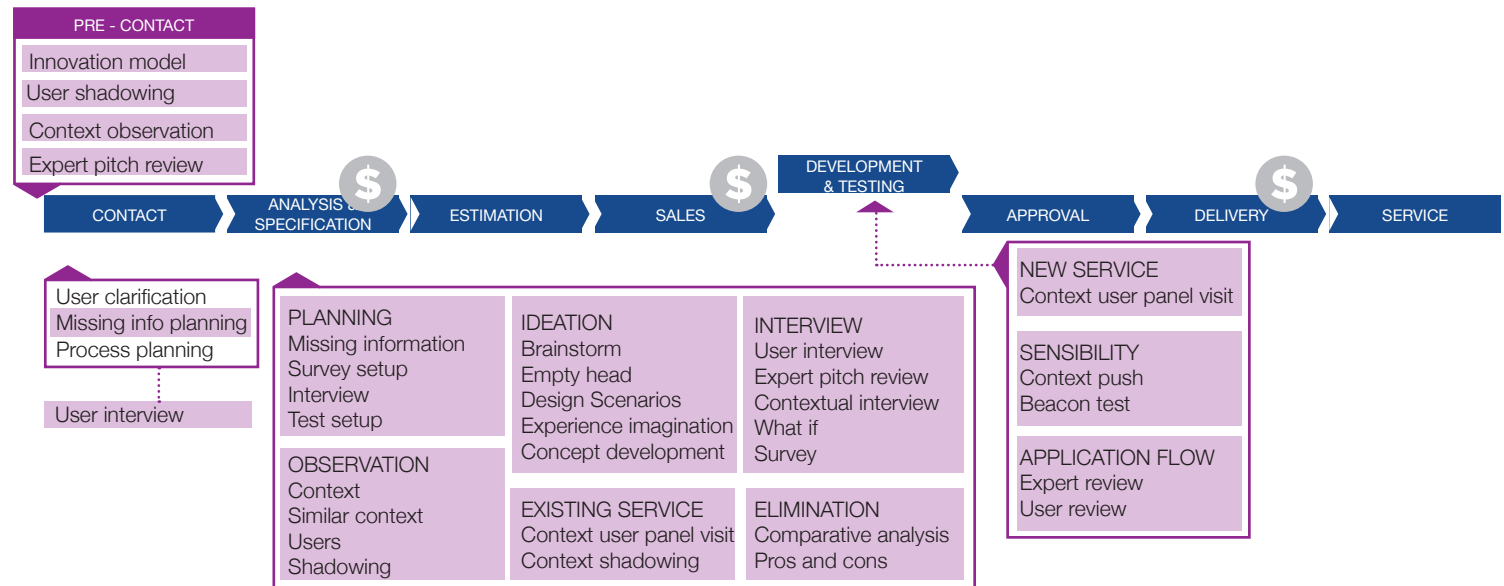 PRE - CONTACT
Innovation model
User shadowing
Context observation
Expert pitch review
$
$
$
CONTACT
ANALYSIS &
SPECIFICATION
ESTIMATION
SALES
DEVELOPMENT
& TESTING
APPROVAL
DELIVERY
SERVICE
User clarification
Missing info planning
Process planning
User interview
PLANNING
Missing information
Survey setup
Interview
Test setup
OBSERVATION
Context
Similar context
Users
Shadowing
IDEATION
Brainstorm
Empty head
Design Scenarios
Experience imagination
Concept development
EXISTING SERVICE
Context user panel visit
Context shadowing
INTERVIEW
User interview
Expert pitch review
Contextual interview
What if
Survey
ELIMINATION
Comparative analysis
Pros and cons
NEW SERVICE
Context user panel visit
SENSIBILITY
Context push
Beacon test
APPLICATION FLOW
Expert review
User review